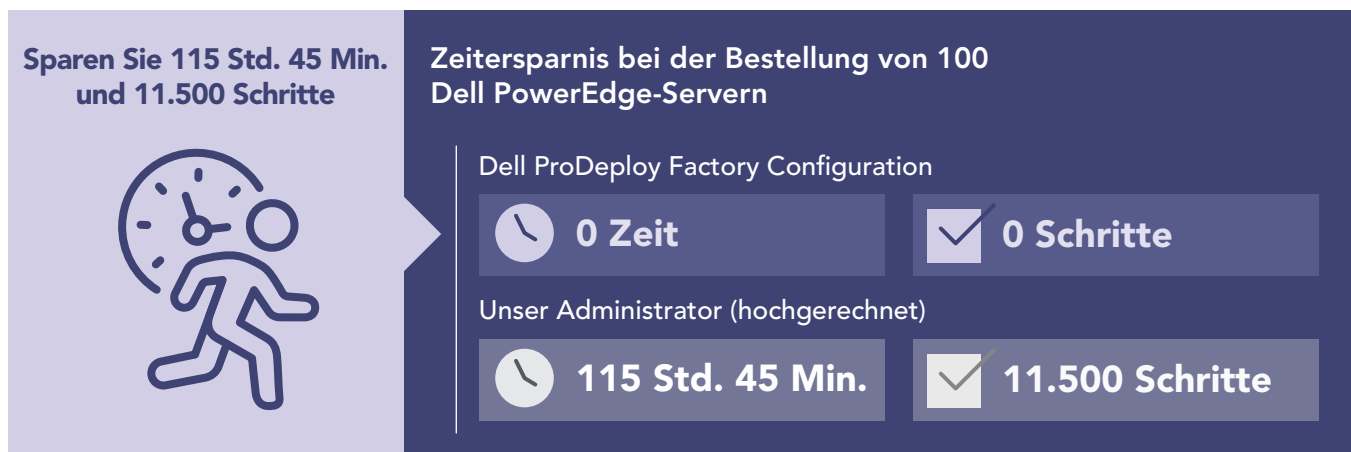 Sparen Sie 115 Std. 45 Min.
und 11.500 Schritte
Zeitersparnis bei der Bestellung von 100
Dell PowerEdge-Servern
Dell ProDeploy Factory Configuration
0 Zeit
0 Schritte
Unser Administrator (hochgerechnet)
115 Std. 45 Min.
11.500 Schritte